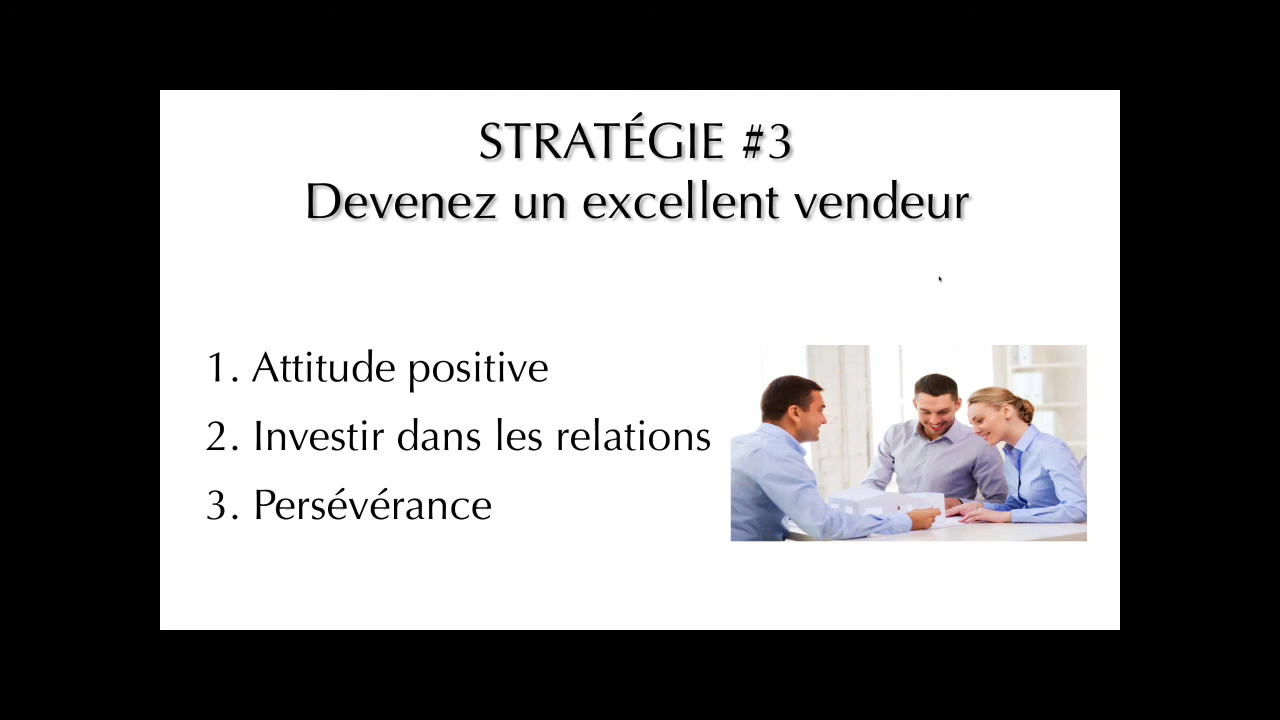 STRATÉGIE #3
Devenez un excellent vendeur
1. Attitude positive
2. Investir dans les relations
3. Persévérance